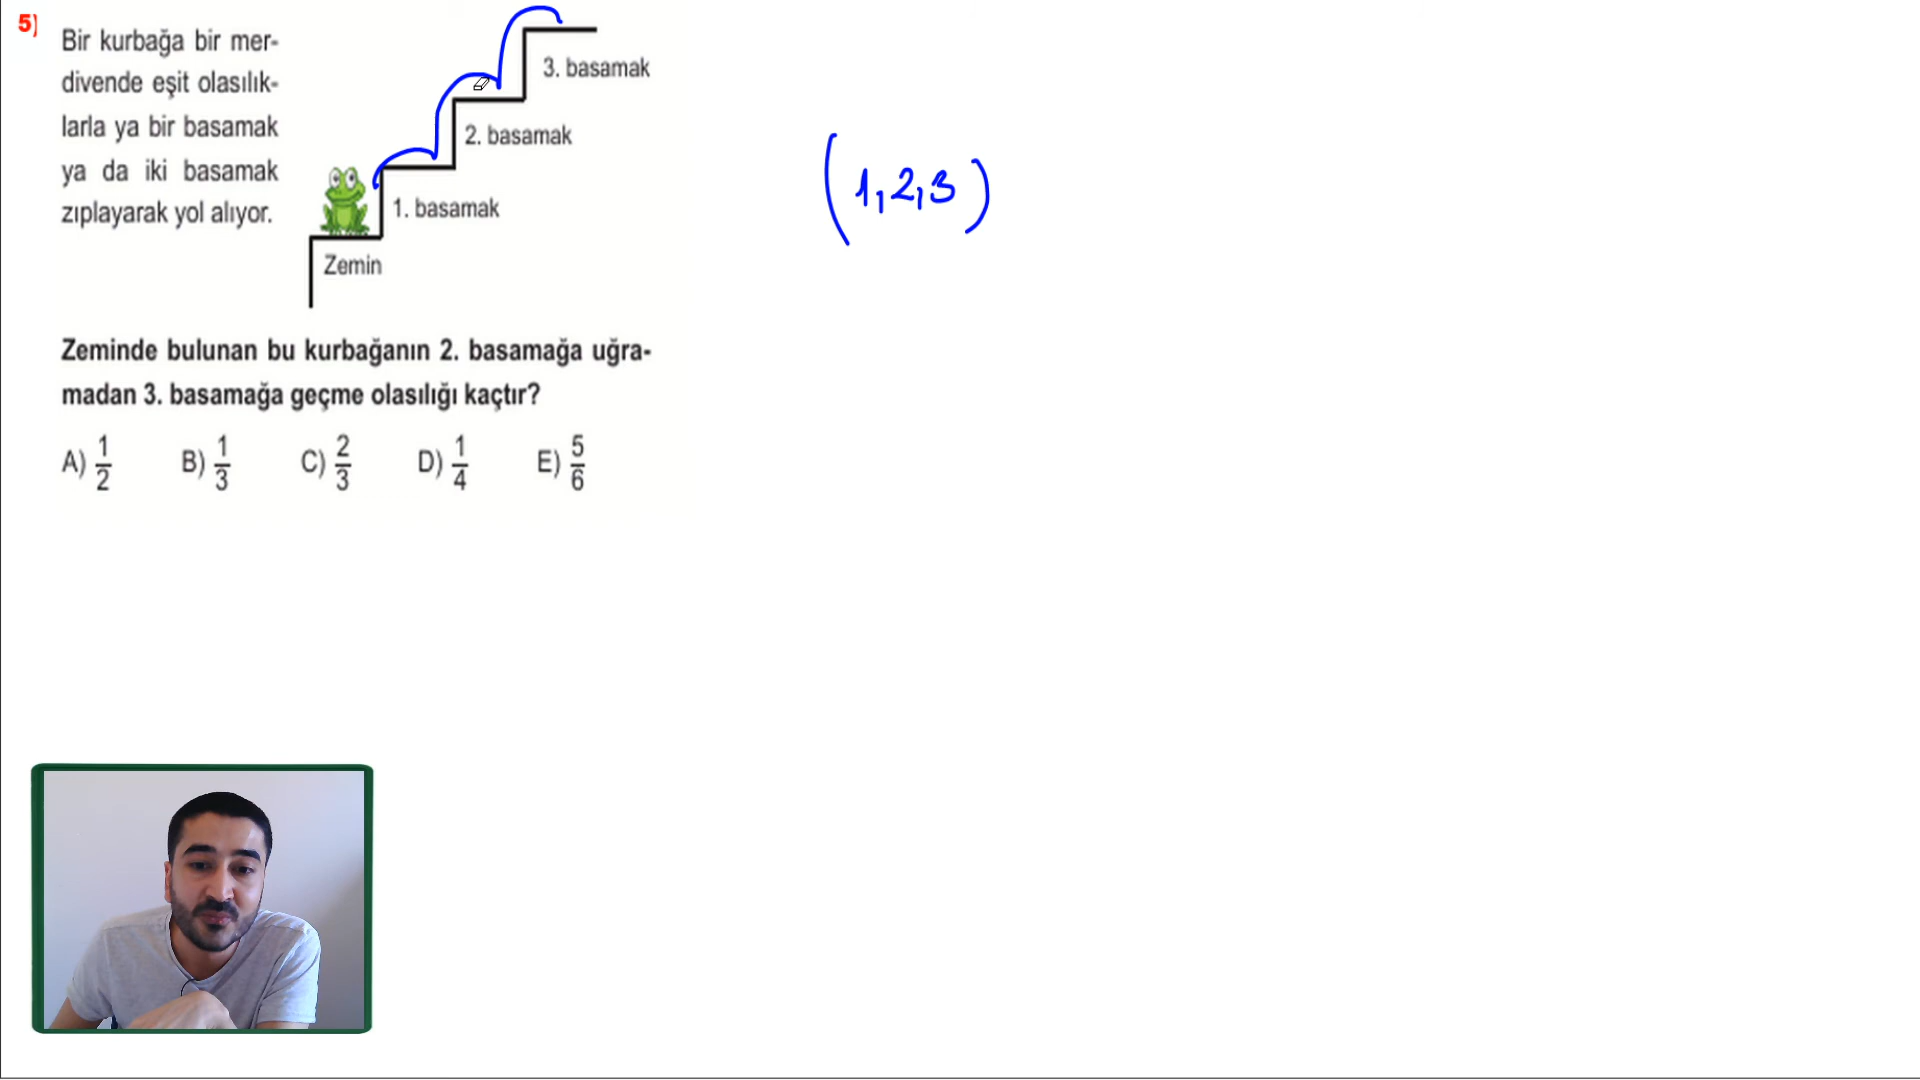 5)
Bir kurbağa bir mer-
divende eşit olasılık-
larla ya bir basamak
ya da iki basamak
zıplayarak yol alıyor.
3. basamak
2. basamak
1. basamak
Zemin
(1,2,3)
Zeminde bulunan bu kurbağanın 2. basamağa uğra-
madan 3. basamağa geçme olasılığı kaçtır?
A) 1/2 B) 1/3 C) 2/3 D) 1/4 E) 5/6